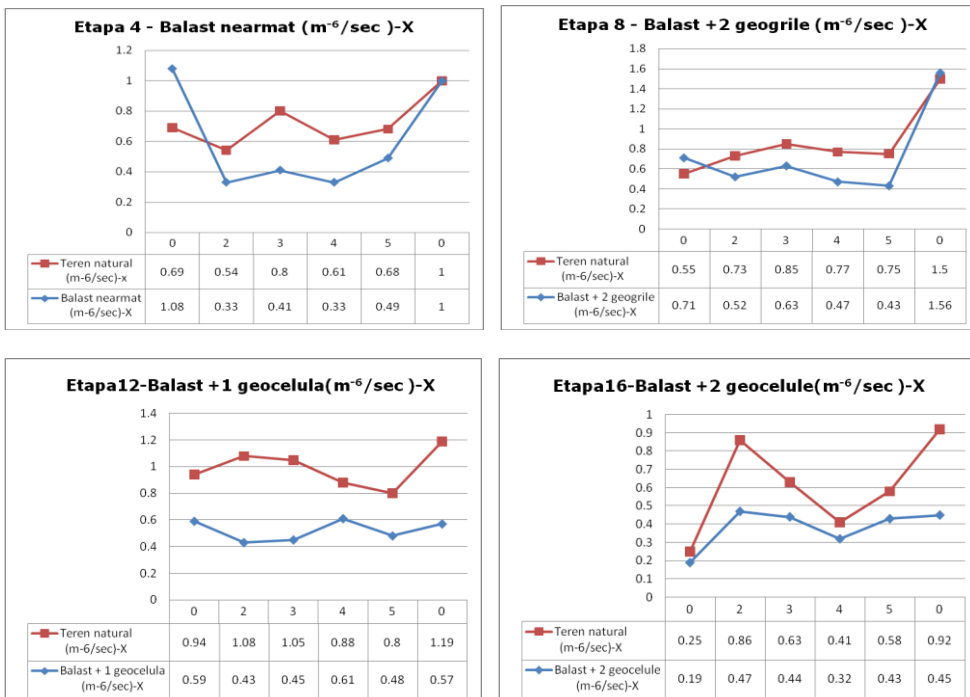 Etapa 4 - Balast nearmat (m⁻⁶/sec )-X
1.2
1
0.8
0.6
0.4
0.2
0
0 2 3 4 5 0
Teren natural
(m-6/sec)-x
0.69 0.54 0.8 0.61 0.68 1
Balast nearmat
(m-6/sec)-X
1.08 0.33 0.41 0.33 0.49 1
Etapa 8 - Balast +2 geogrile (m⁻⁶/sec )-X
1.8
1.6
1.4
1.2
1
0.8
0.6
0.4
0.2
0
0 2 3 4 5 0
Teren natural
(m-6/sec)-X
0.55 0.73 0.85 0.77 0.75 1.5
Balast + 2 geogrile
(m-6/sec)-X
0.71 0.52 0.63 0.47 0.43 1.56
Etapa12-Balast +1 geocelula(m⁻⁶/sec )-X
1.4
1.2
1
0.8
0.6
0.4
0.2
0
0 2 3 4 5 0
Teren natural
(m-6/sec)-X
0.94 1.08 1.05 0.88 0.8 1.19
Balast + 1 geocelula
(m-6/sec)-X
0.59 0.43 0.45 0.61 0.48 0.57
Etapa16-Balast +2 geocelule(m⁻⁶/sec )-X
1
0.9
0.8
0.7
0.6
0.5
0.4
0.3
0.2
0.1
0
0 2 3 4 5 0
Teren natural
(m-6/sec)-X
0.25 0.86 0.63 0.41 0.58 0.92
Balast + 2 geocelule
(m-6/sec)-X
0.19 0.47 0.44 0.32 0.43 0.45